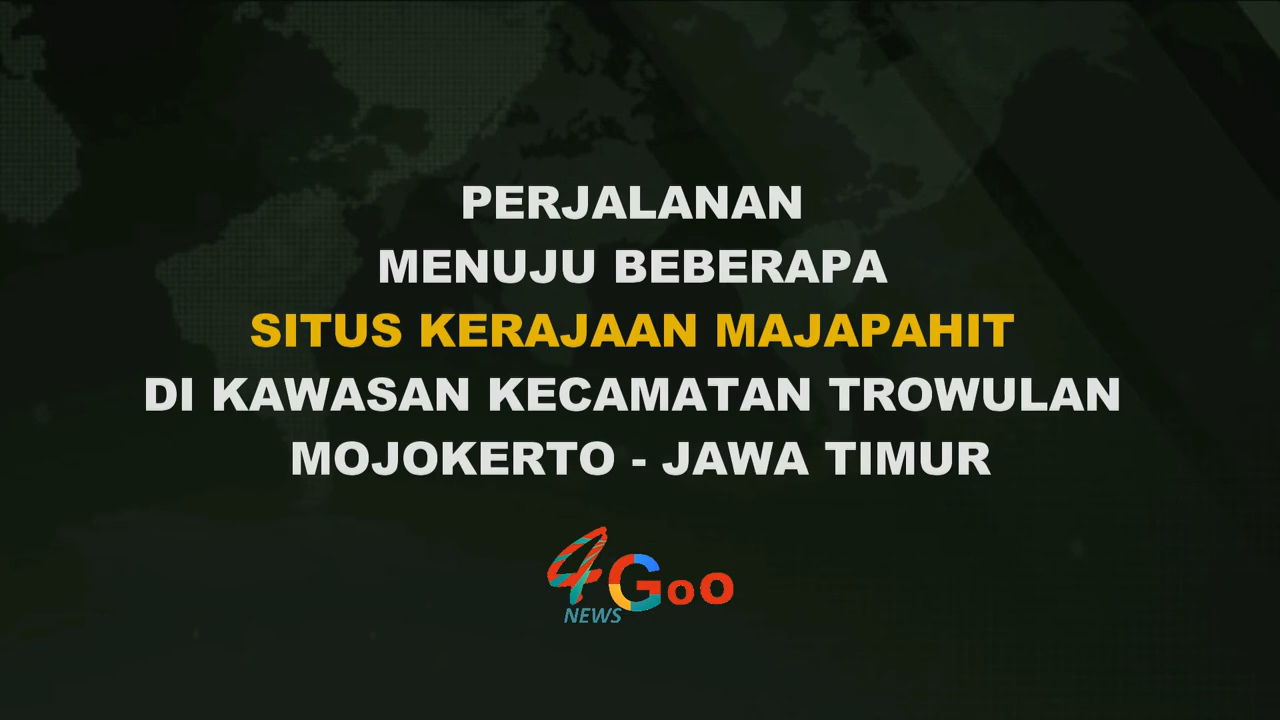 PERJALANAN
MENUJU BEBERAPA
SITUS KERAJAAN MAJAPAHIT
DI KAWASAN KECAMATAN TROWULAN
MOJOKERTO - JAWA TIMUR
4Goo
NEWS